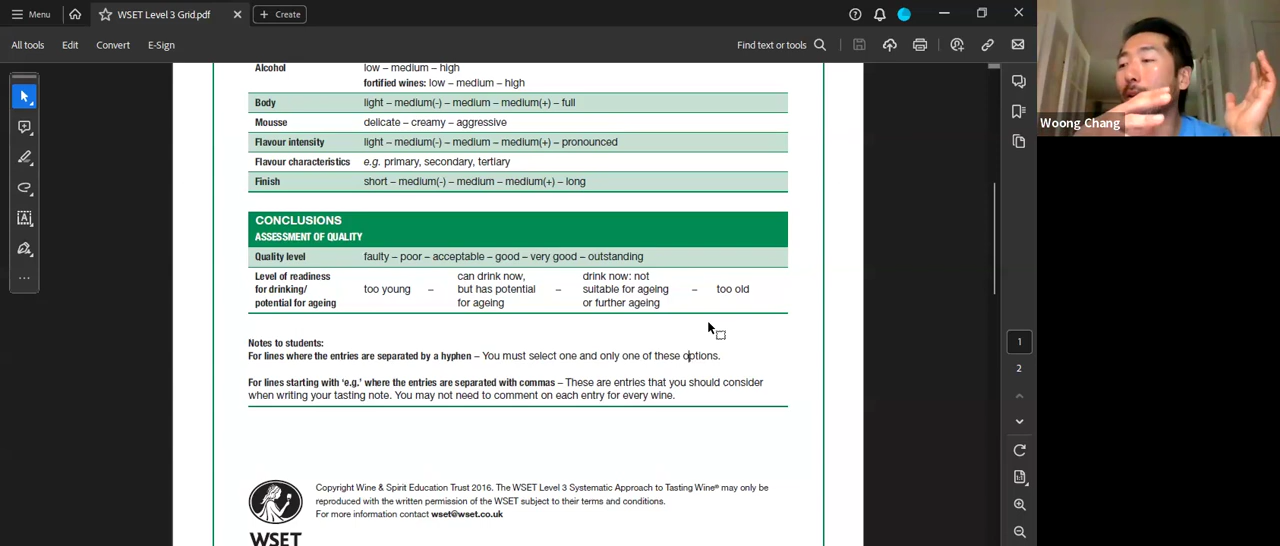 Menu
WSET Level 3 Grid.pdf
Create
All tools
Edit
Convert
E-Sign
Find text or tools
Woong Chang
Alcohol
low – medium – high
fortified wines: low – medium – high
Body
light – medium(-) – medium – medium(+) – full
Mousse
delicate – creamy – aggressive
Flavour intensity
light – medium(-) – medium – medium(+) – pronounced
Flavour characteristics
e.g. primary, secondary, tertiary
Finish
short – medium(-) – medium – medium(+) – long
CONCLUSIONS
ASSESSMENT OF QUALITY
Quality level
faulty – poor – acceptable – good – very good – outstanding
Level of readiness
for drinking/
potential for ageing
too young –
can drink now,
but has potential –
for ageing
drink now: not
suitable for ageing –
or further ageing
too old
Notes to students:
For lines where the entries are separated by a hyphen – You must select one and only one of these options.
For lines starting with ‘e.g.’ where the entries are separated with commas – These are entries that you should consider
when writing your tasting note. You may not need to comment on each entry for every wine.
Copyright Wine & Spirit Education Trust 2016. The WSET Level 3 Systematic Approach to Tasting Wine® may only be
reproduced with the written permission of the WSET subject to their terms and conditions.
For more information contact wset@wset.co.uk
WSET
1
2